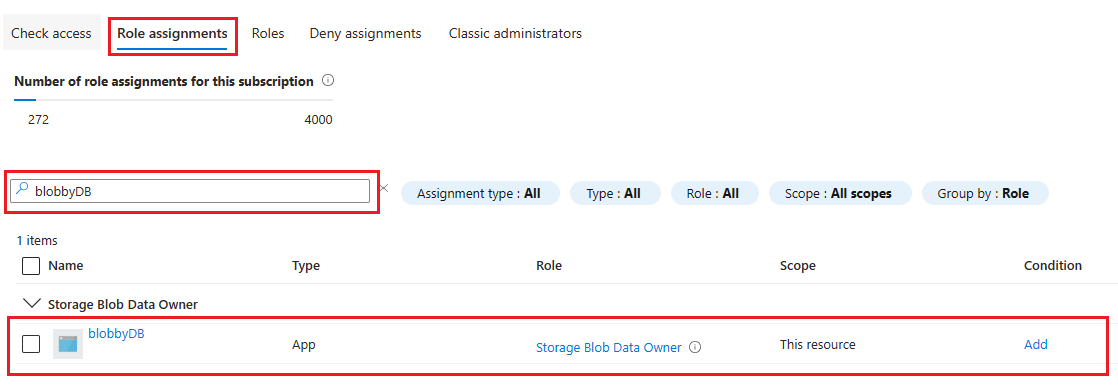 Check access Role assignments Roles Deny assignments Classic administrators
Number of role assignments for this subscription
272 4000
blobbyDB Assignment type : All Type : All Role : All Scope : All scopes Group by : Role
1 items
Name Type Role Scope Condition
Storage Blob Data Owner
blobbyDB App Storage Blob Data Owner This resource Add